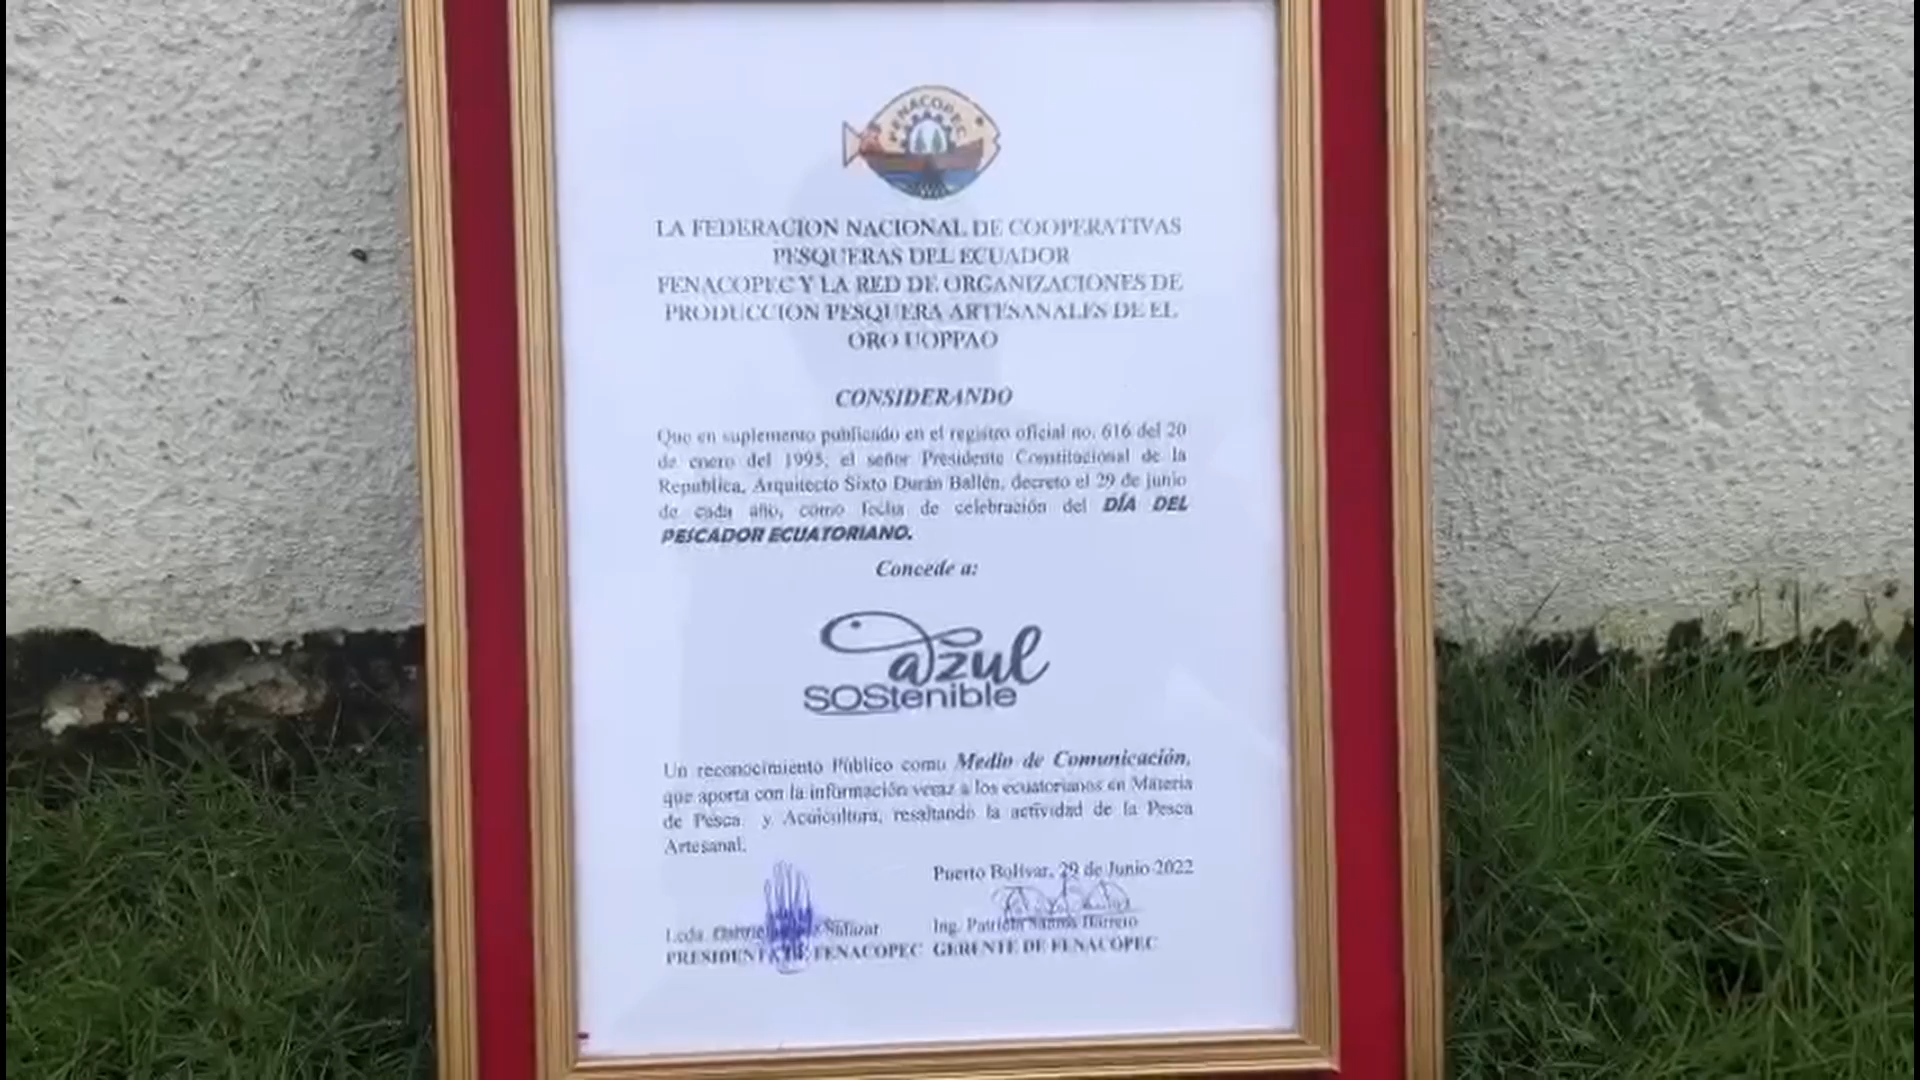 FENACOPEC
LA FEDERACION NACIONAL DE COOPERATIVAS
PESQUERAS DEL ECUADOR
FENACOPEC Y LA RED DE ORGANIZACIONES DE
PRODUCCION PESQUERA ARTESANALES DE EL
ORO UOPPAO
CONSIDERANDO
Que en suplemento publicado en el registro oficial no. 616 del 20
de enero del 1995, el señor Presidente Constitucional de la
Republica, Arquitecto Sixto Durán Ballén, decreto el 29 de junio
de cada año, como fecha de celebración del DÍA DEL
PESCADOR ECUATORIANO.
Concede a:
azul
SOStenible
Un reconocimiento Público como Medio de Comunicación,
que aporta con la información veraz a los ecuatorianos en Materia
de Pesca y Acuicultura, resaltando la actividad de la Pesca
Artesanal.
Puerto Bolívar, 29 de Junio 2022
Lcda. Salazar
Ing. Patricia Santos Barreto
PRESIDENTA DE FENACOPEC
GERENTE DE FENACOPEC